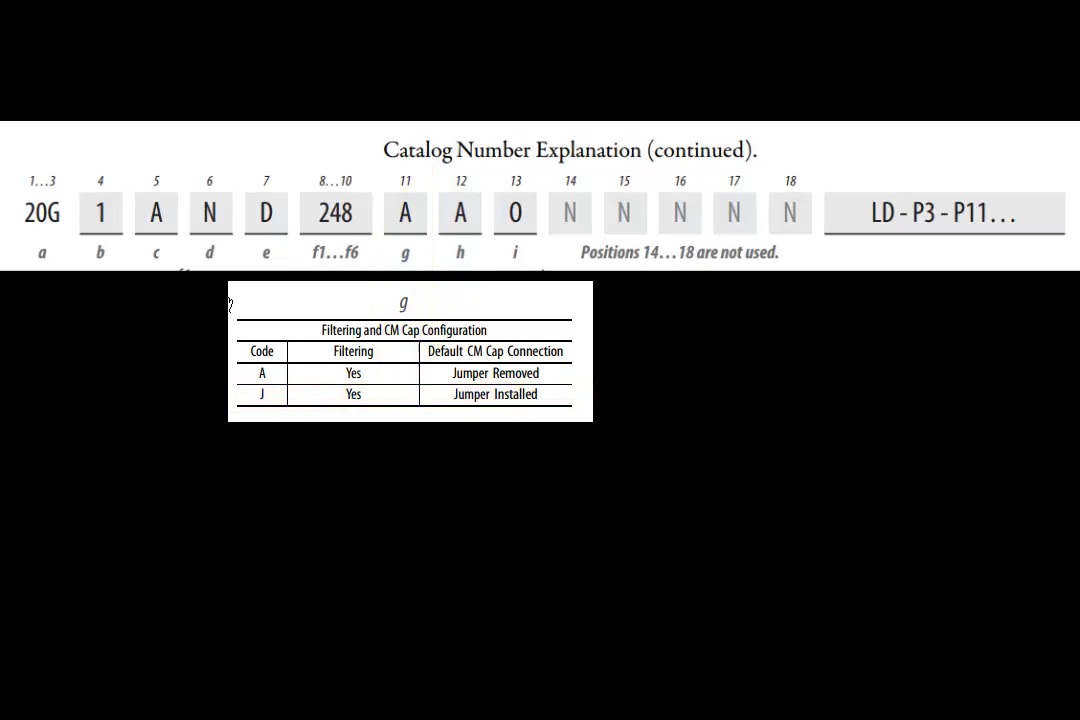 Catalog Number Explanation (continued).
1…3 4 5 6 7 8…10 11 12 13 14 15 16 17 18
20G 1 A N D 248 A A 0 N N N N N LD - P3 - P11…
a b c d e f1…f6 g h i Positions 14…18 are not used.
g
Filtering and CM Cap Configuration
Code Filtering Default CM Cap Connection
A Yes Jumper Removed
J Yes Jumper Installed